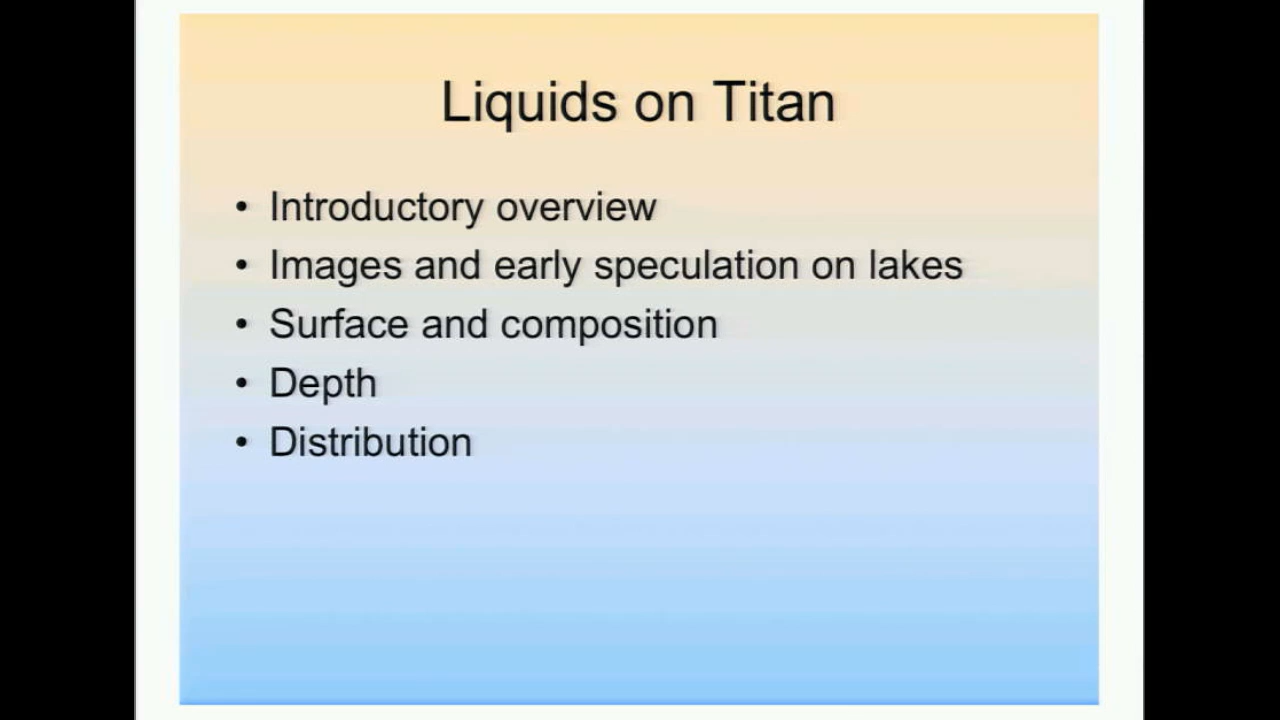 Liquids on Titan
• Introductory overview
• Images and early speculation on lakes
• Surface and composition
• Depth
• Distribution